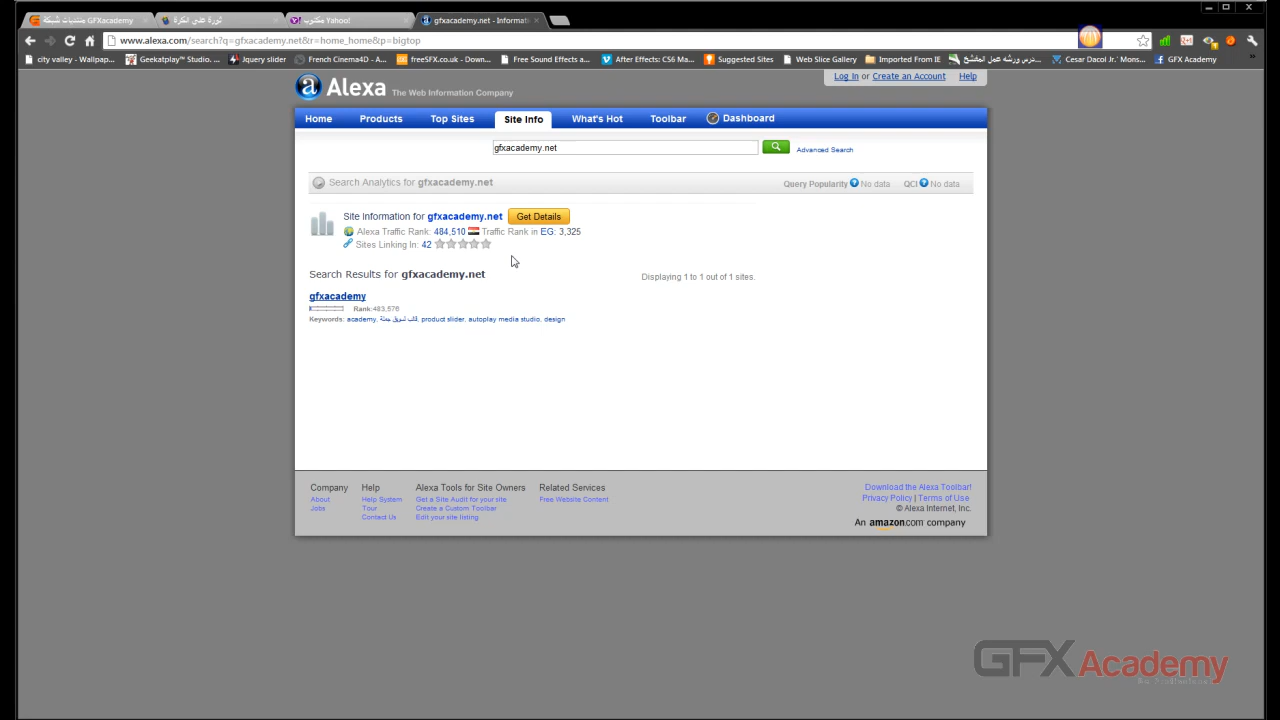 منتديات شبكة GFXacademy
ثورة علي الكرة
Yahoo! مكتوب
gfxacademy.net - Informati
www.alexa.com/search?q=gfxacademy.net&r=home_home&p=bigtop
city valley - Wallpap...
Geekatplay™ Studio. ...
Jquery slider
French Cinema4D - A...
freeSFX.co.uk - Down...
Free Sound Effects a...
After Effects: CS6 Ma...
Suggested Sites
Web Slice Gallery
Imported From IE
Cesar Dacol Jr.' Mons...
GFX Academy
Log In or Create an Account Help
Alexa The Web Information Company
Home Products Top Sites Site Info What's Hot Toolbar Dashboard
gfxacademy.net
Advanced Search
Search Analytics for gfxacademy.net
Query Popularity ? No data QCI ? No data
Site Information for gfxacademy.net Get Details
Alexa Traffic Rank: 484,510 Traffic Rank in EG: 3,325
Sites Linking In: 42
Search Results for gfxacademy.net
Displaying 1 to 1 out of 1 sites.
gfxacademy
Rank:483,576
Keywords: academy, product slider, autoplay media studio, design
Company Help Alexa Tools for Site Owners Related Services
About Help System Get a Site Audit for your site Free Website Content
Jobs Tour Create a Custom Toolbar
Contact Us Edit your site listing
Download the Alexa Toolbar!
Privacy Policy | Terms of Use
© Alexa Internet, Inc.
An amazon.com company
GFX Academy